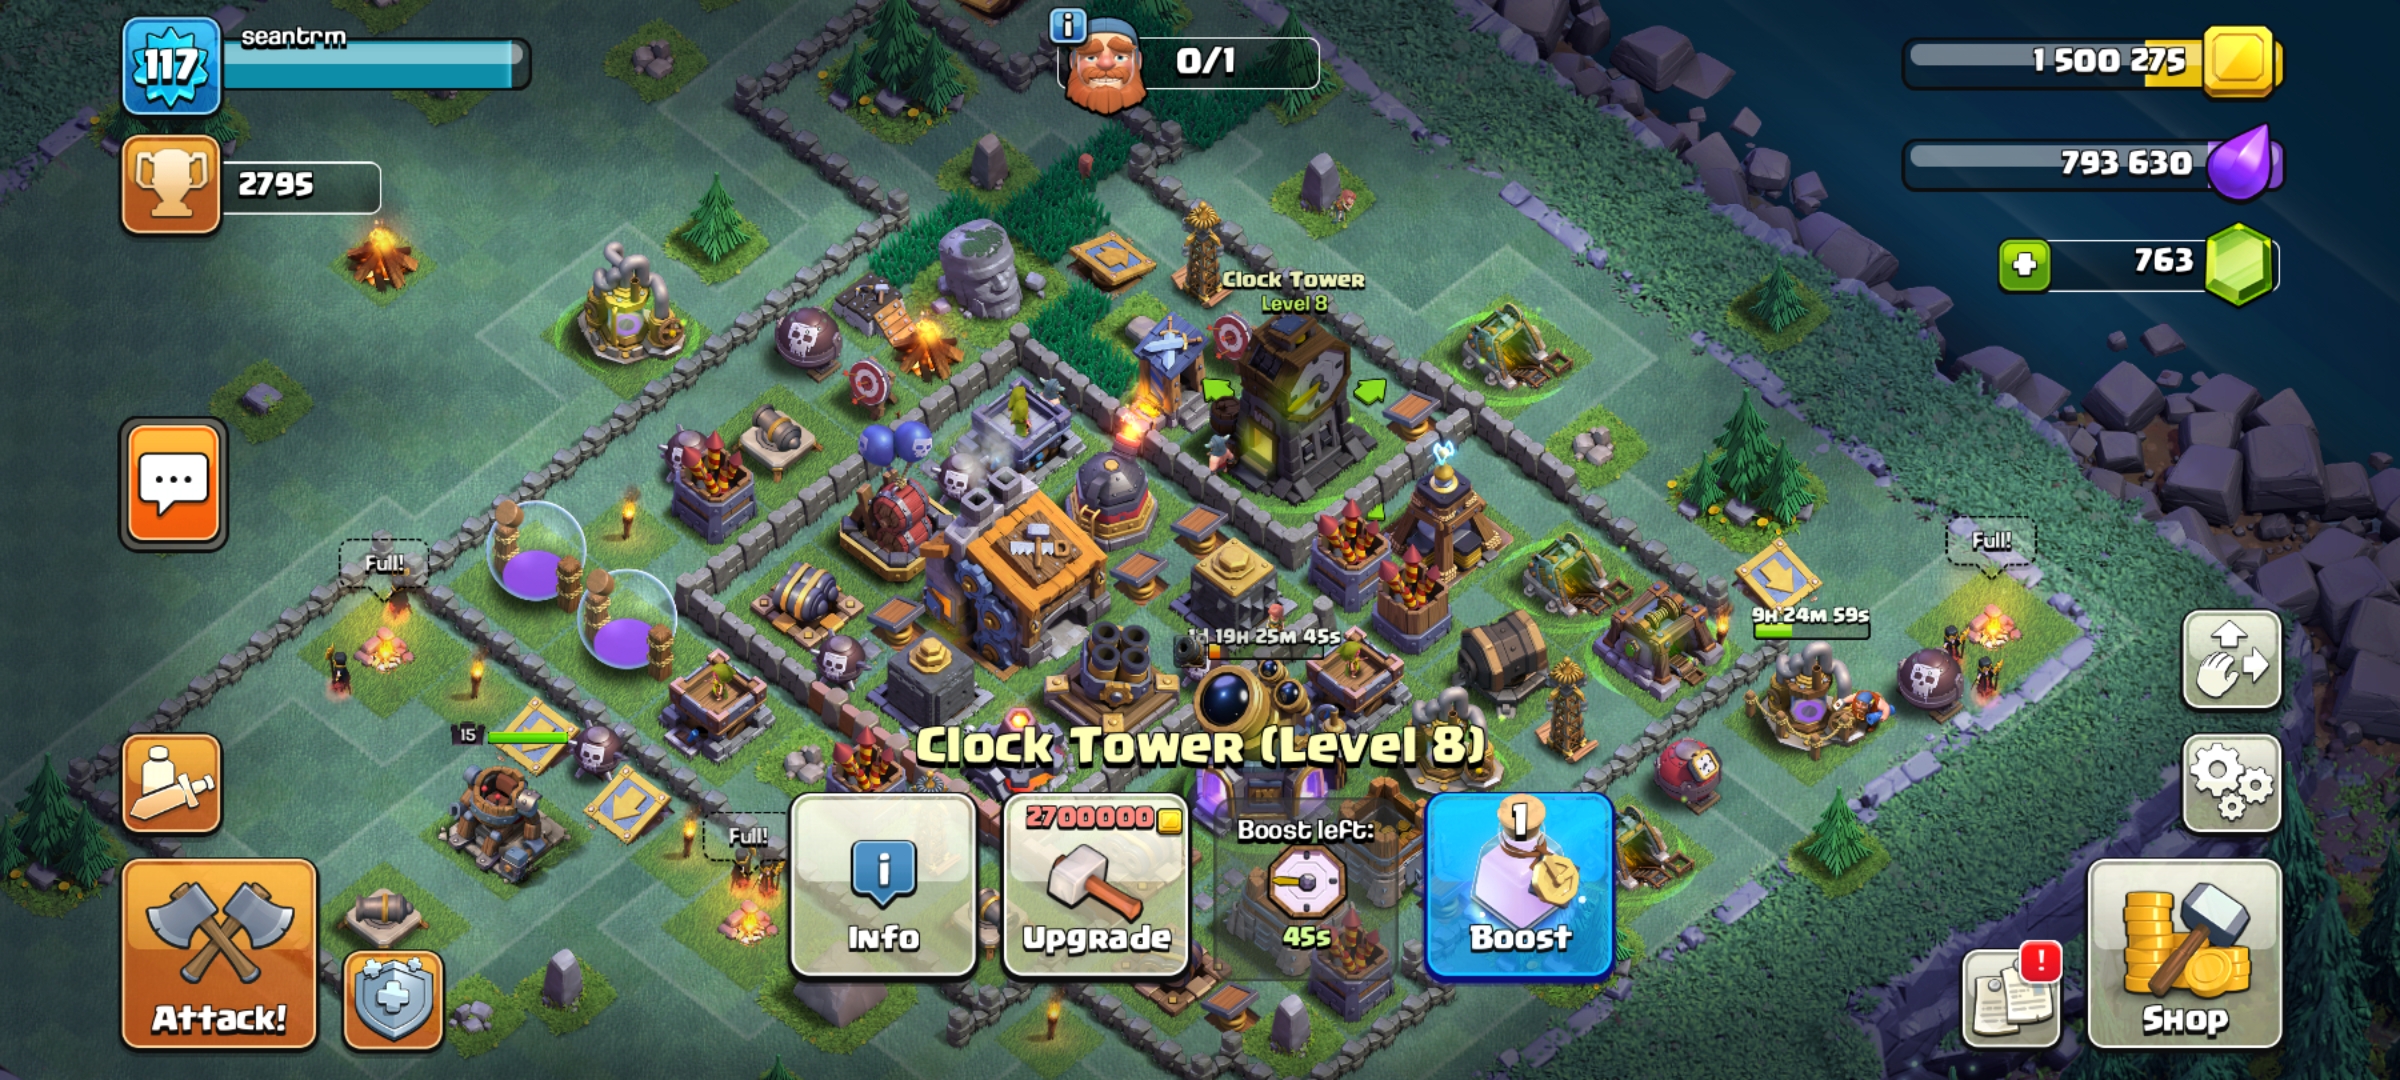 117
seantrm
0/1
1 500 275
2795
793 630
763
Clock Tower
Level 8
Full!
Full!
9h 24m 59s
19h 25m 45s
15
Clock Tower (Level 8)
Full!
2700000
Boost left:
1
Info
Upgrade
45s
Boost
Attack!
!
Shop